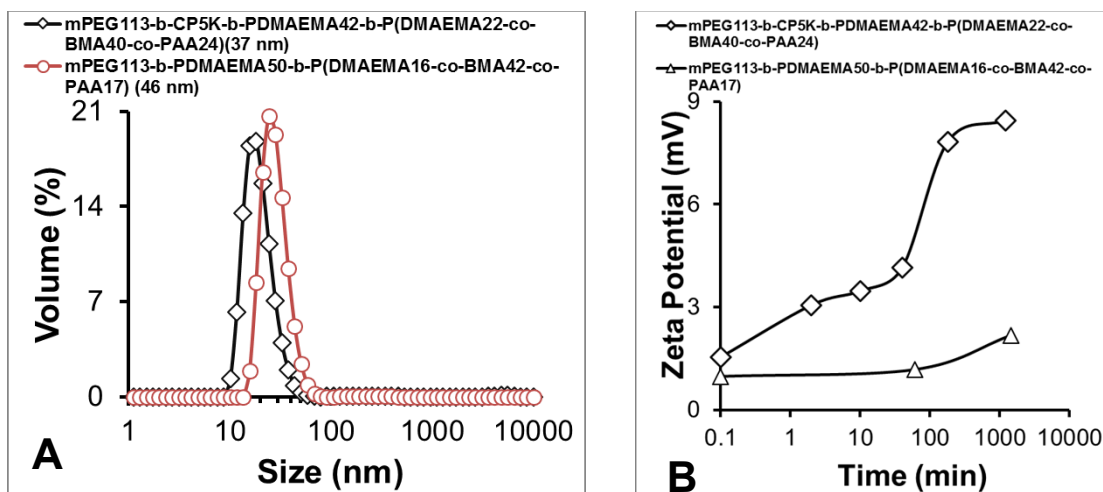 mPEG113-b-CP5K-b-PDMAEMA42-b-P(DMAEMA22-co-
BMA40-co-PAA24)(37 nm)
mPEG113-b-PDMAEMA50-b-P(DMAEMA16-co-BMA42-co-
PAA17) (46 nm)
21
14
7
0
Volume (%)
1
10
100
1000
10000
Size (nm)
A
mPEG113-b-CP5K-b-PDMAEMA42-b-P(DMAEMA22-co-
BMA40-co-PAA24)
mPEG113-b-PDMAEMA50-b-P(DMAEMA16-co-BMA42-co-
PAA17)
9
6
3
0
Zeta Potential (mV)
0.1
1
10
100
1000
10000
Time (min)
B